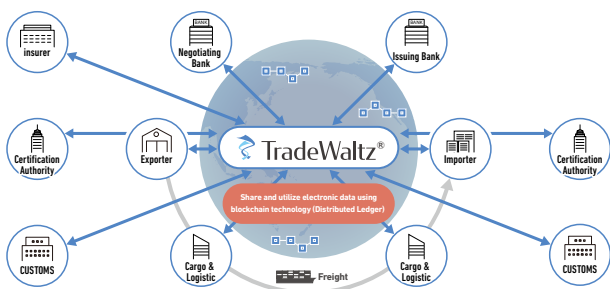 insurer
BANK
Negotiating
Bank
BANK
Issuing Bank
Certification
Authority
Exporter
TradeWaltz®
Importer
Certification
Authority
Share and utilize electronic data using
blockchain technology (Distributed Ledger)
CUSTOMS
Cargo &
Logistic
Freight
Cargo &
Logistic
CUSTOMS